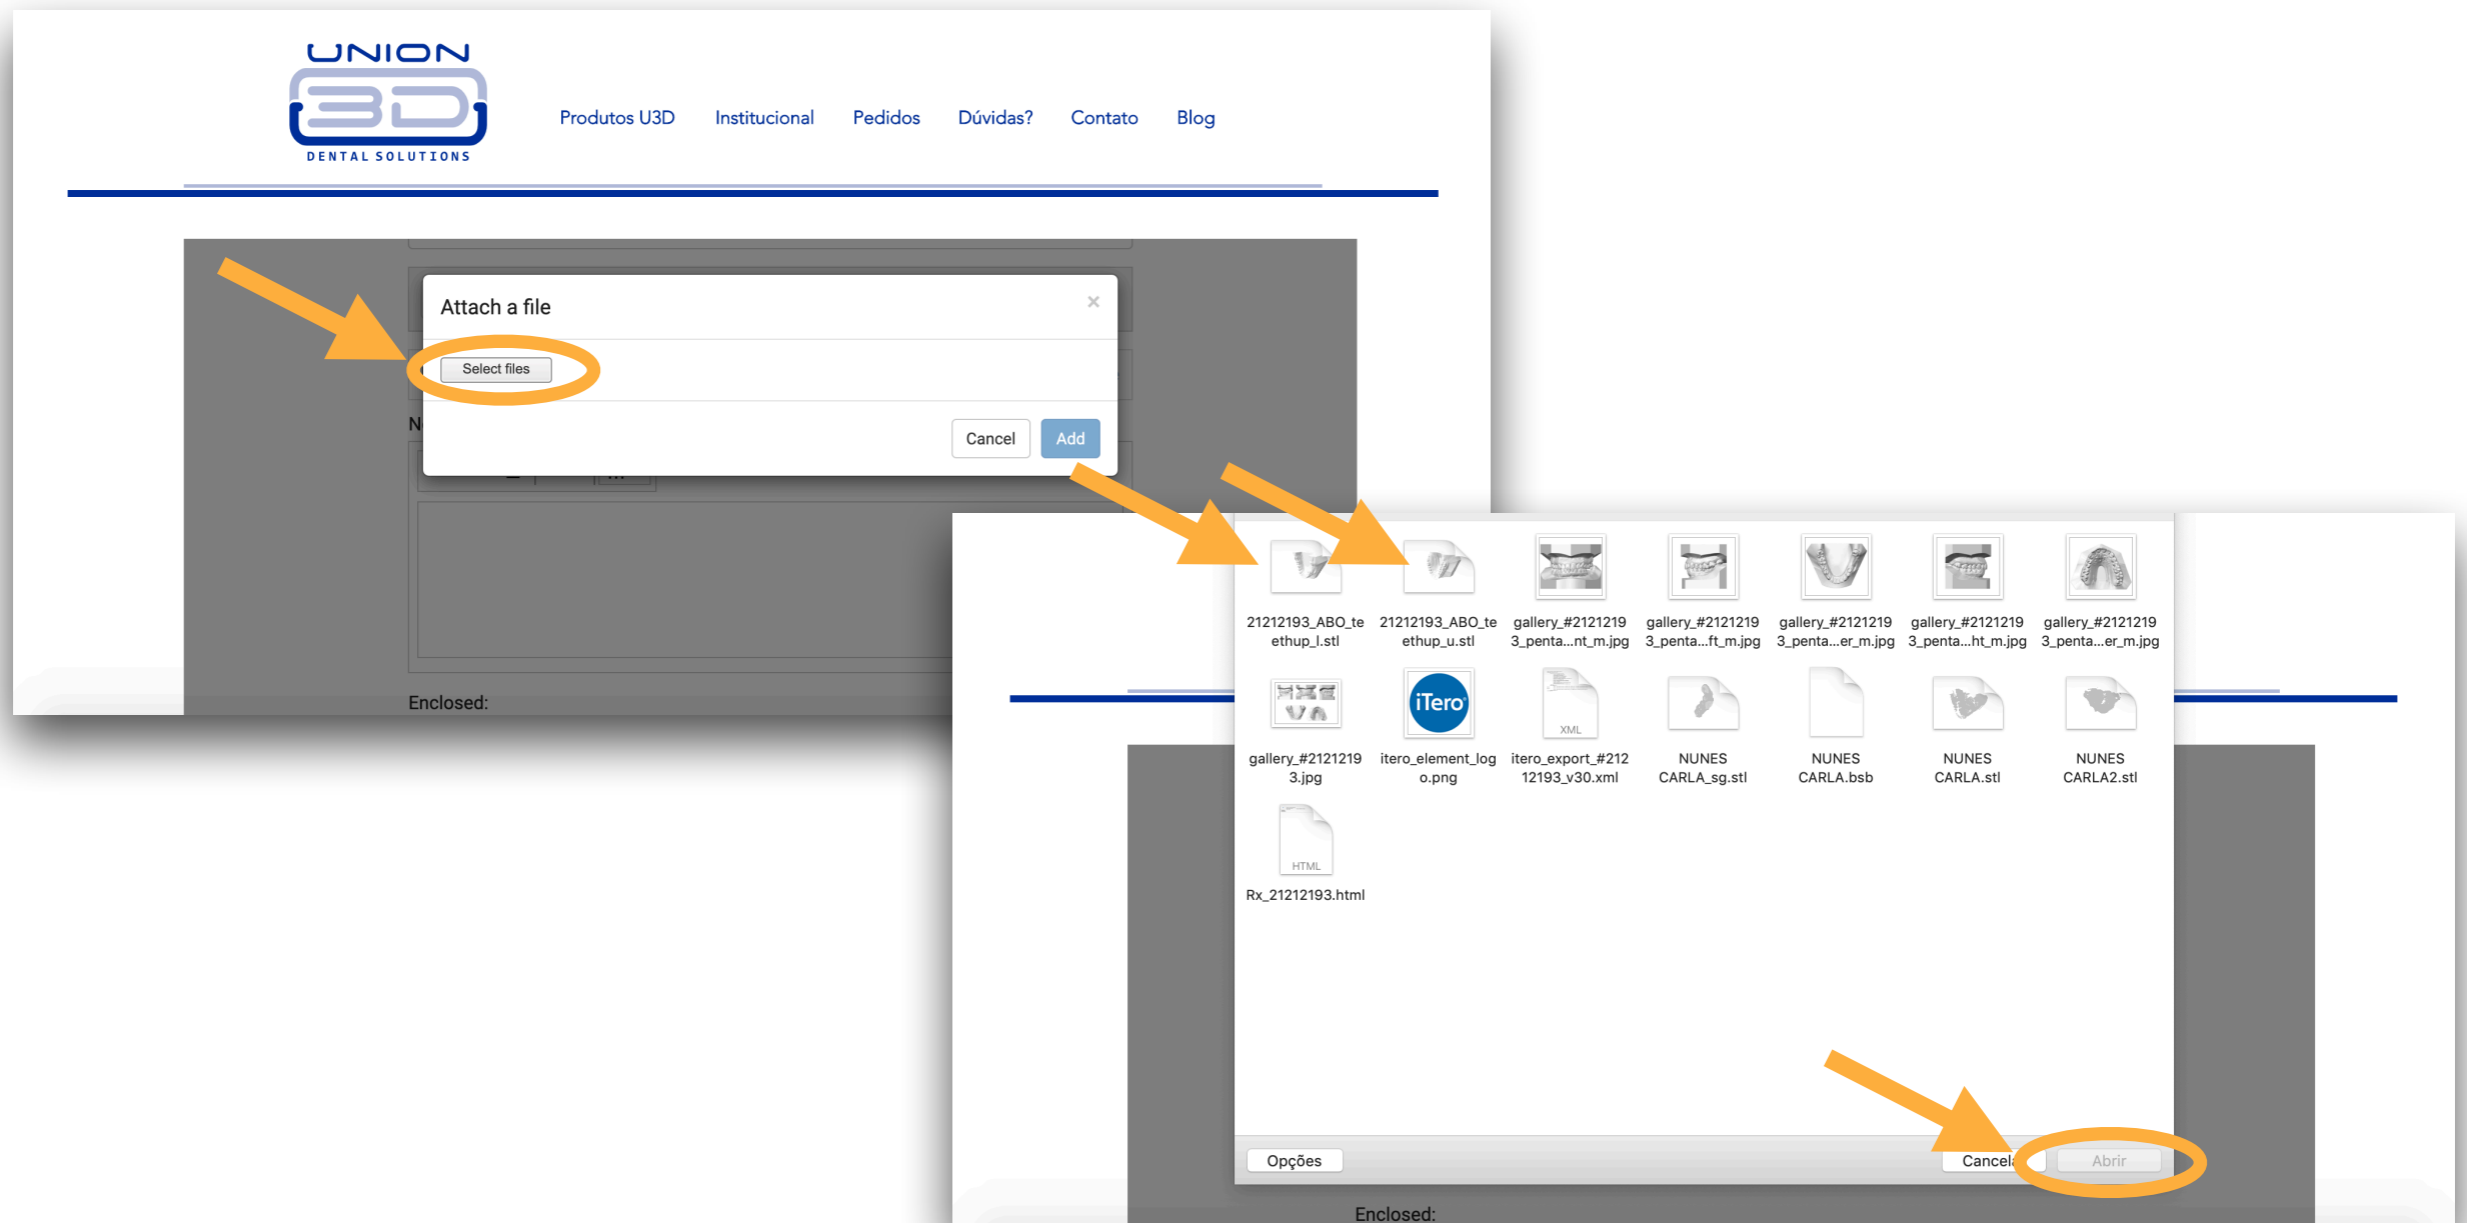 UNION
3D
DENTAL SOLUTIONS
Produtos U3D Institucional Pedidos Dúvidas? Contato Blog
Attach a file
×
Select files
Cancel Add
Enclosed:
21212193_ABO_te
ethup_l.stl
21212193_ABO_te
ethup_u.stl
gallery_#2121219
3_penta...nt_m.jpg
gallery_#2121219
3_penta...ft_m.jpg
gallery_#2121219
3_penta...er_m.jpg
gallery_#2121219
3_penta...ht_m.jpg
gallery_#2121219
3_penta...er_m.jpg
gallery_#2121219
3.jpg
iTero
itero_element_log
o.png
XML
itero_export_#212
12193_v30.xml
NUNES
CARLA_sg.stl
NUNES
CARLA.bsb
NUNES
CARLA.stl
NUNES
CARLA2.stl
HTML
Rx_21212193.html
Opções Cancela Abrir
Enclosed: